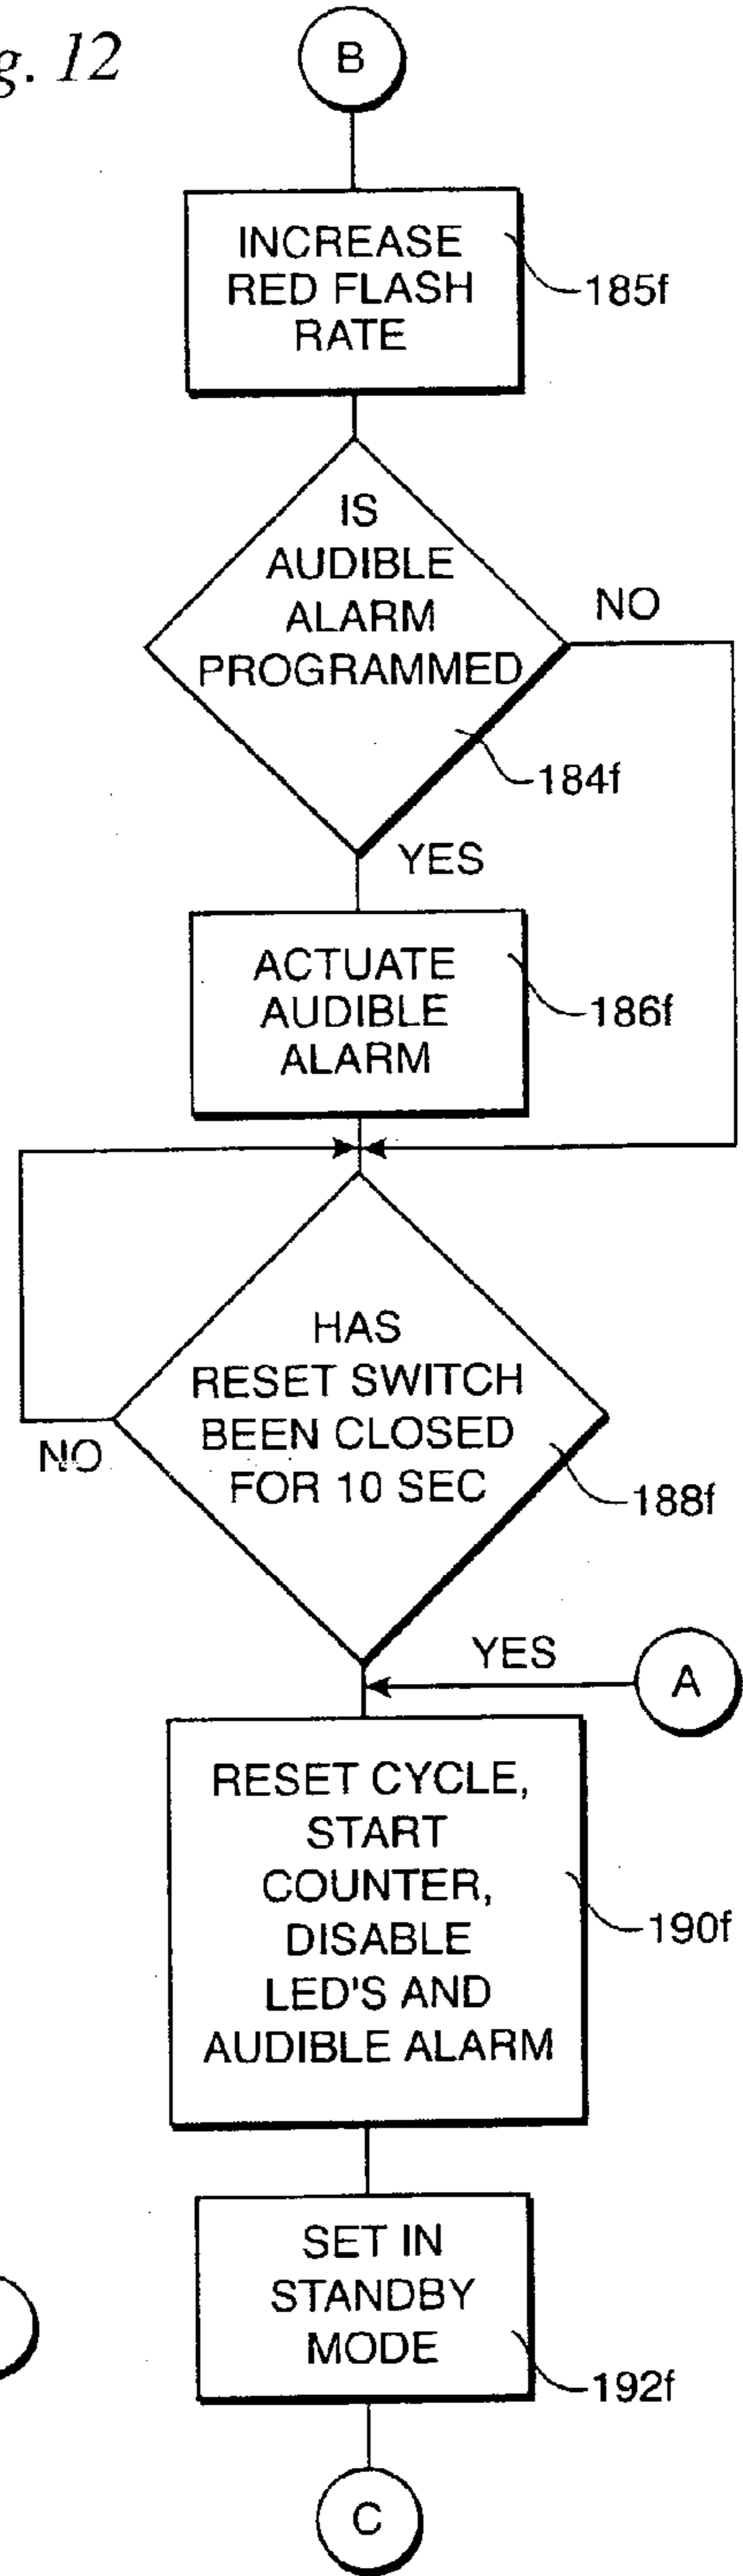 g. 12
B
INCREASE
RED FLASH
RATE
185f
IS
AUDIBLE
ALARM
PROGRAMMED
NO
184f
YES
ACTUATE
AUDIBLE
ALARM
186f
HAS
RESET SWITCH
BEEN CLOSED
FOR 10 SEC
NO
188f
YES
A
RESET CYCLE,
START
COUNTER,
DISABLE
LED'S AND
AUDIBLE ALARM
190f
SET IN
STANDBY
MODE
192f
C